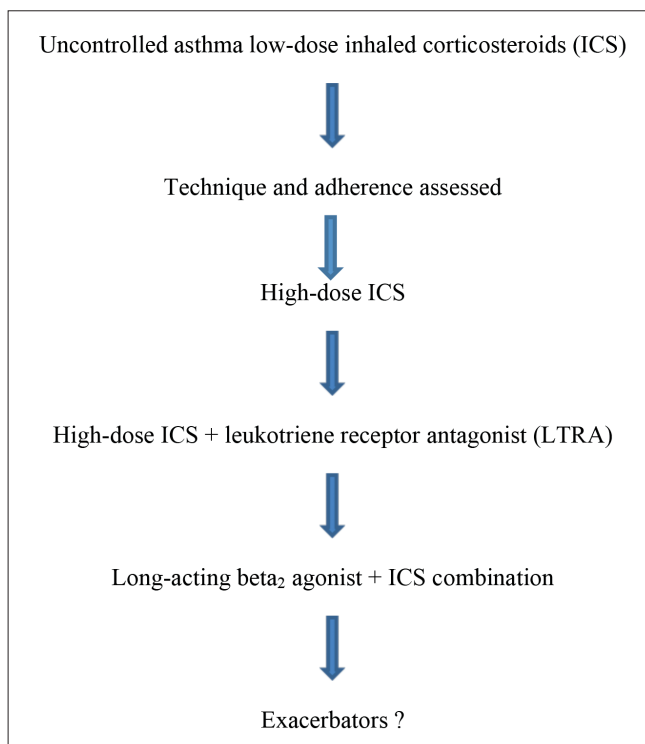 Uncontrolled asthma low-dose inhaled corticosteroids (ICS)
Technique and adherence assessed
High-dose ICS
High-dose ICS + leukotriene receptor antagonist (LTRA)
Long-acting beta₂ agonist + ICS combination
Exacerbators ?